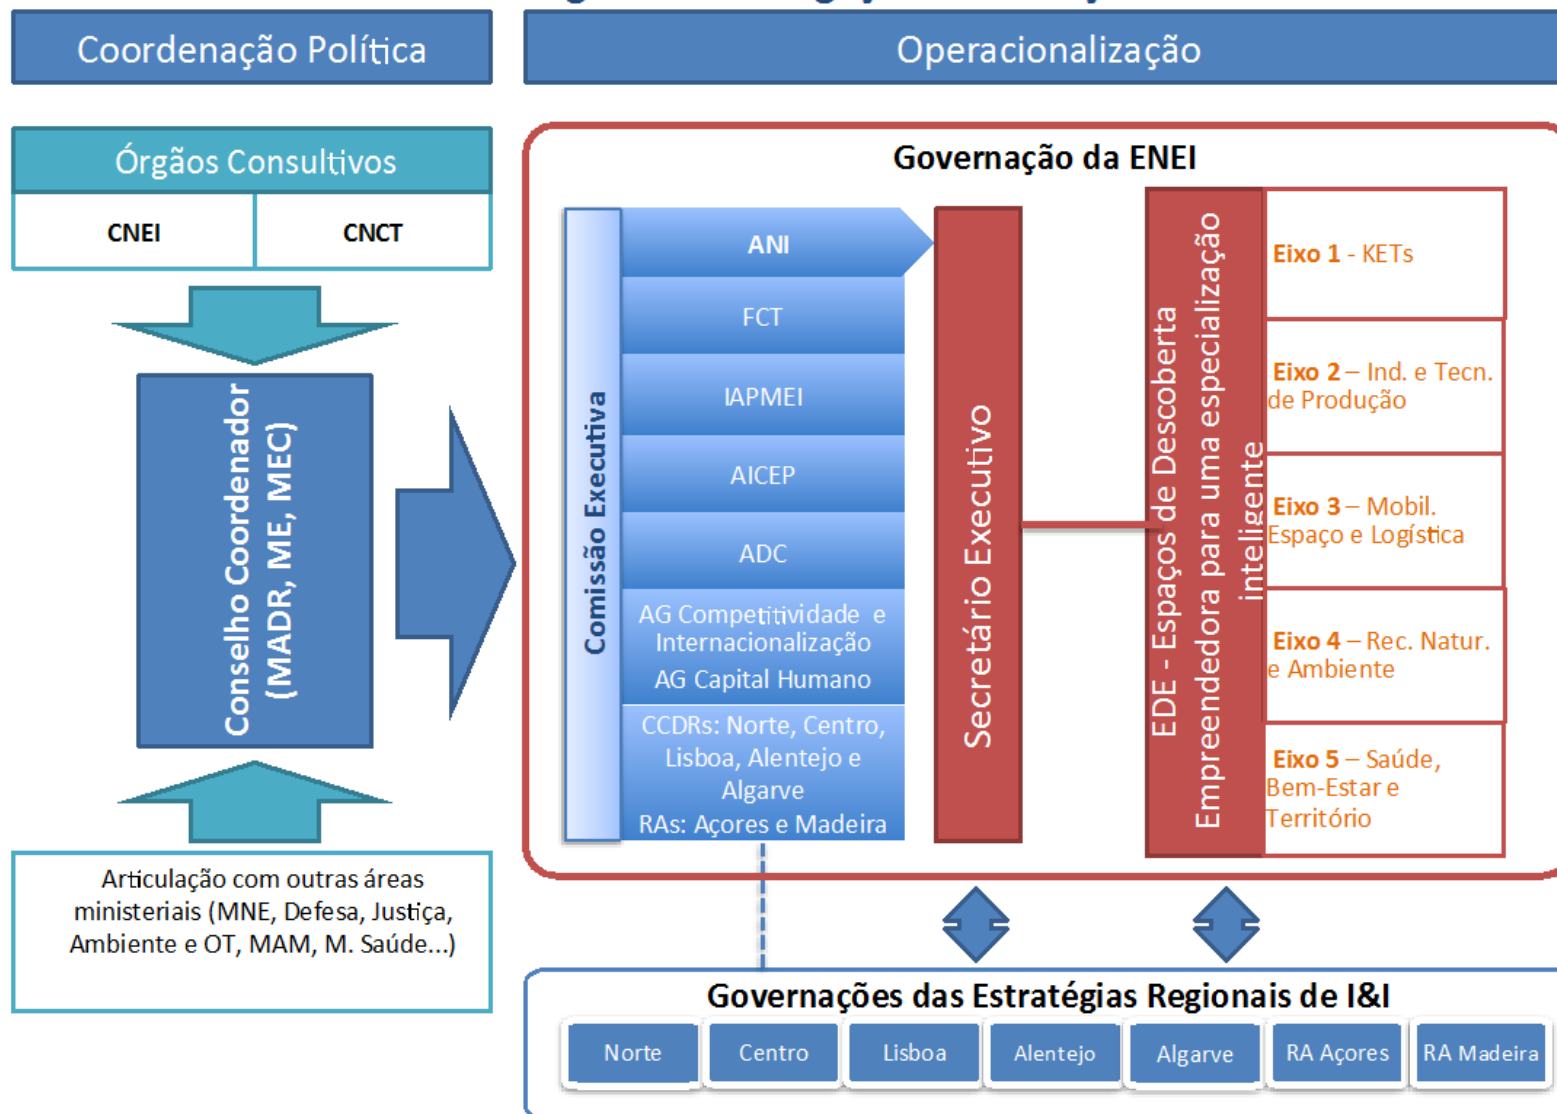 Coordenação Política
Operacionalização
Órgãos Consultivos
CNEI
CNCT
Conselho Coordenador
(MADR, ME, MEC)
Articulação com outras áreas
ministeriais (MNE, Defesa, Justiça,
Ambiente e OT, MAM, M. Saúde...)
Governação da ENEI
Comissão Executiva
ANI
FCT
IAPMEI
AICEP
ADC
AG Competitividade e
Internacionalização
AG Capital Humano
CCDRs: Norte, Centro,
Lisboa, Alentejo e
Algarve
RAs: Açores e Madeira
Secretário Executivo
EDE - Espaços de Descoberta
Empreendedora para uma especialização
inteligente
Eixo 1 - KETs
Eixo 2 – Ind. e Tecn.
de Produção
Eixo 3 – Mobil.
Espaço e Logística
Eixo 4 – Rec. Natur.
e Ambiente
Eixo 5 – Saúde,
Bem-Estar e
Território
Governações das Estratégias Regionais de I&I
Norte
Centro
Lisboa
Alentejo
Algarve
RA Açores
RA Madeira